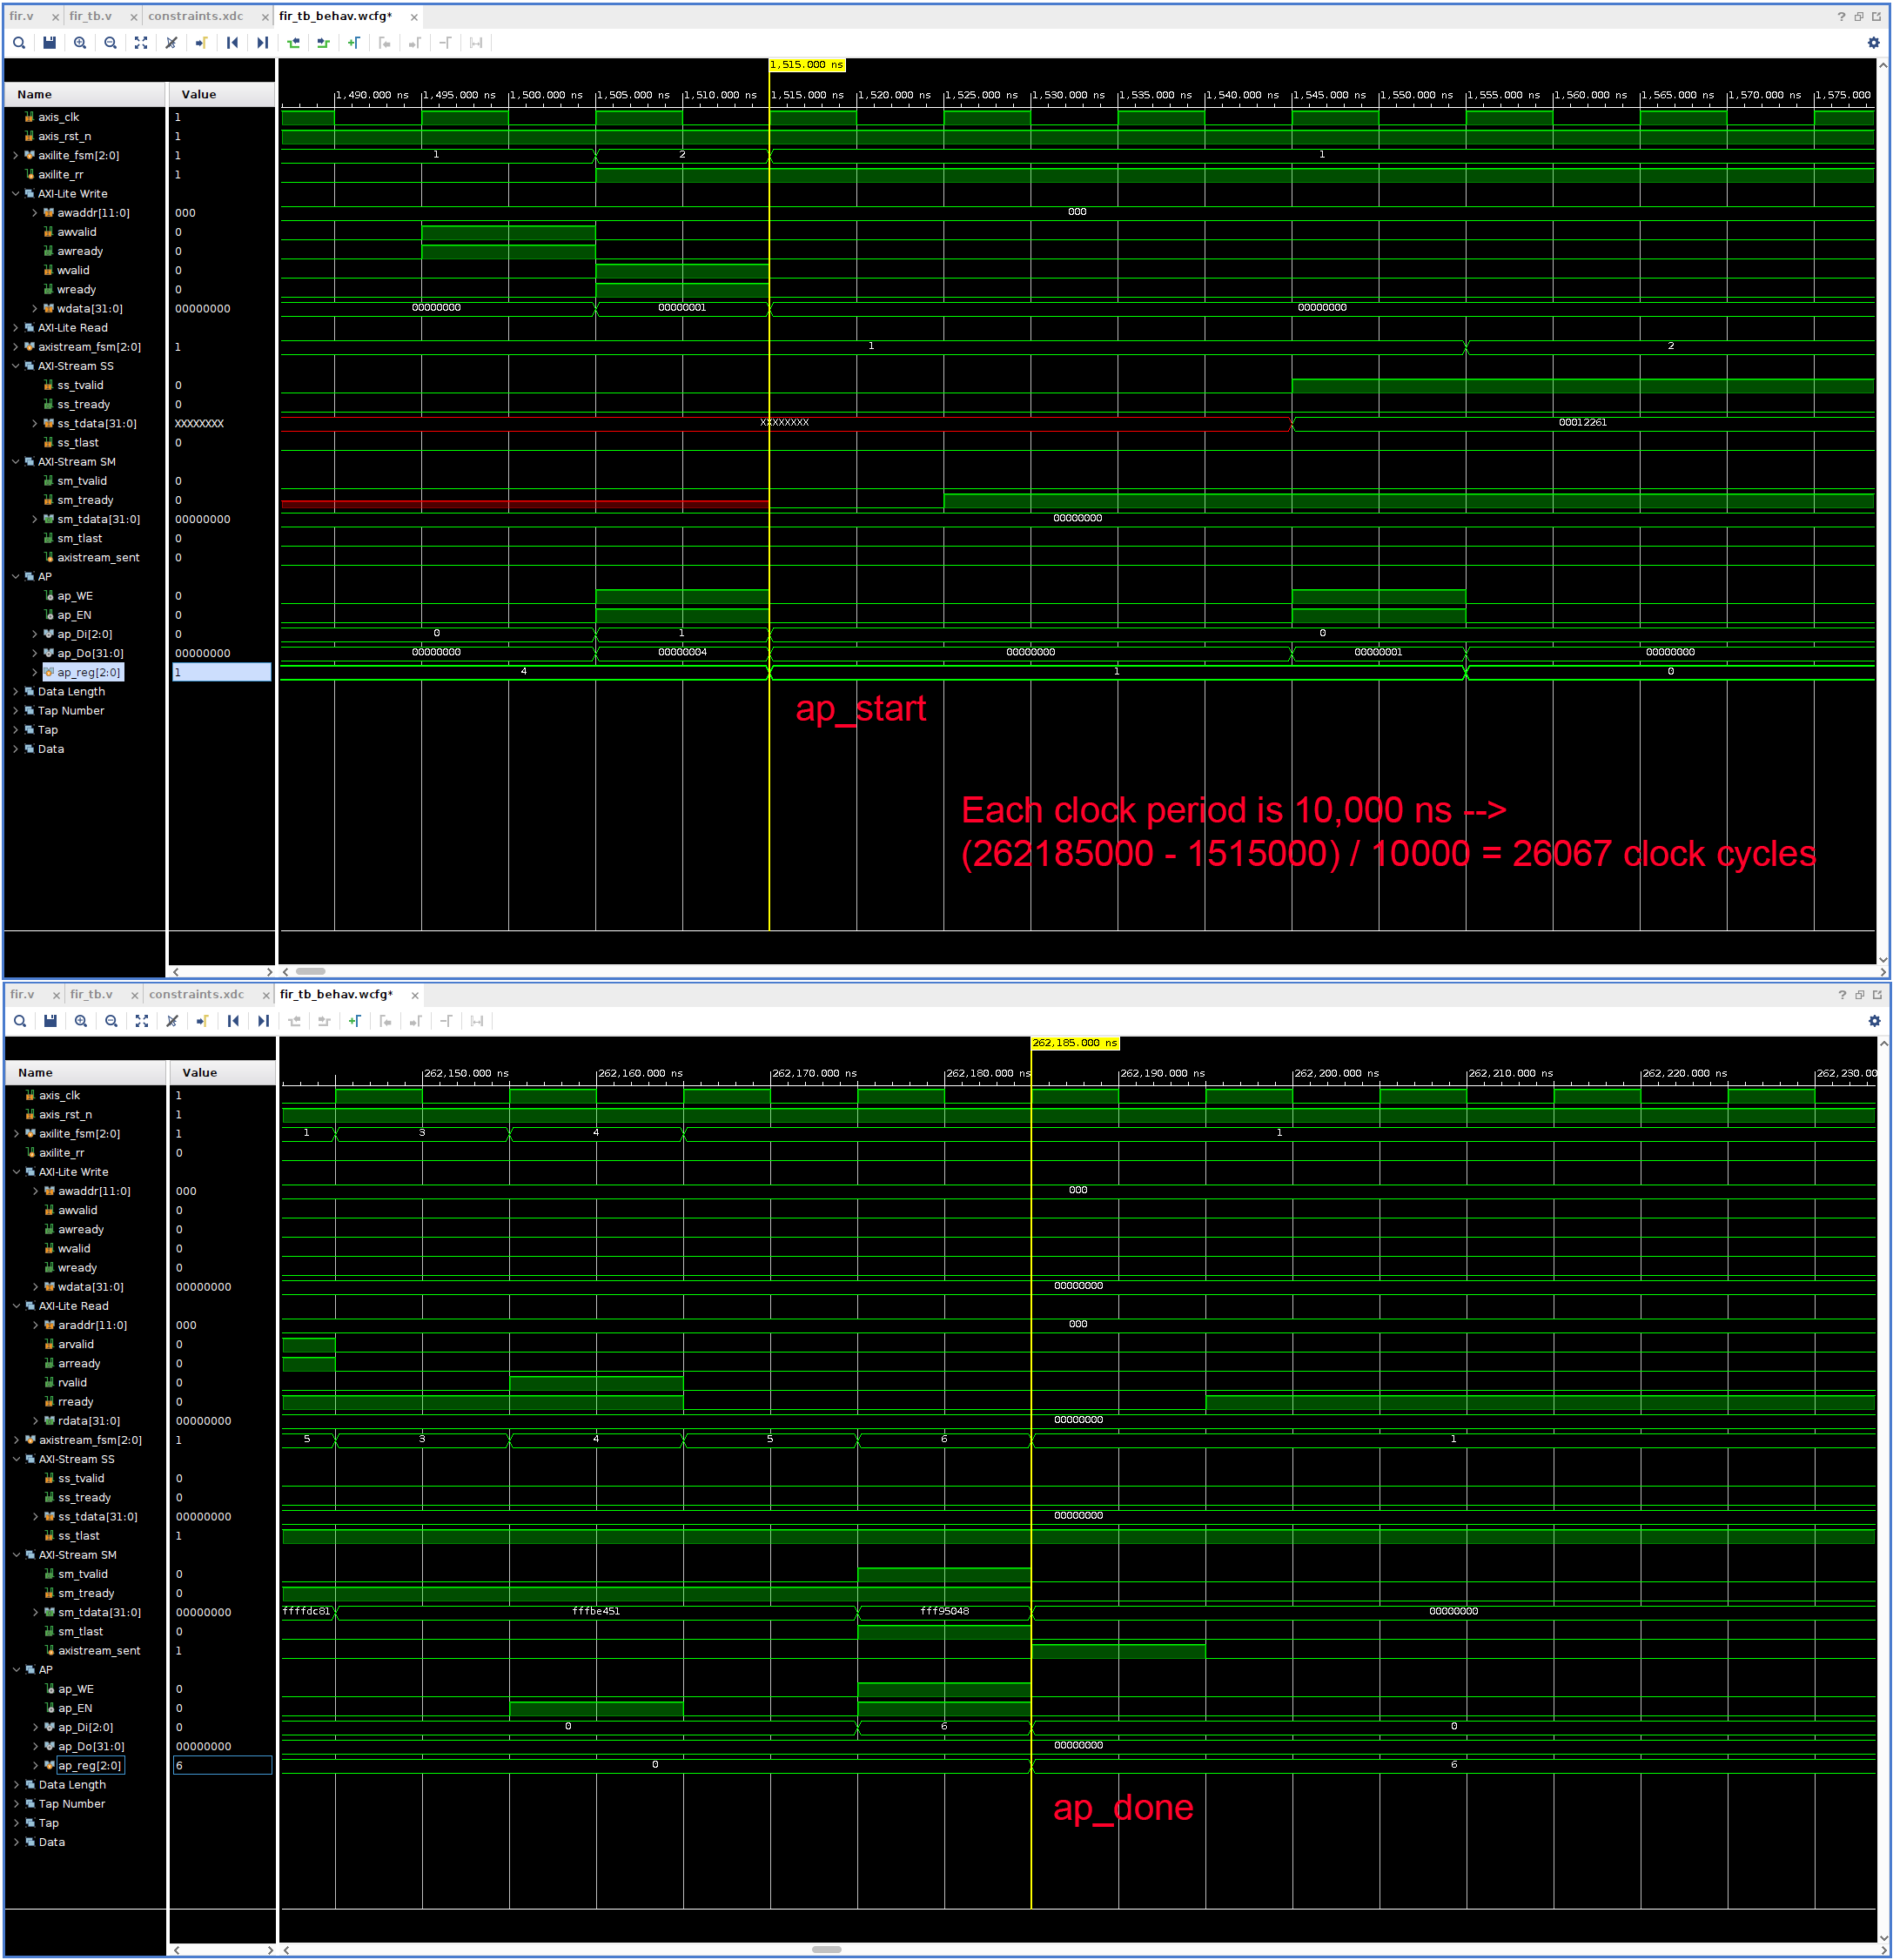 fir.v × fir_tb.v × constraints.xdc × fir_tb_behav.wcfg* ×
1,515.000 ns
Name Value
1,490.000 ns 1,495.000 ns 1,500.000 ns 1,505.000 ns 1,510.000 ns 1,515.000 ns 1,520.000 ns 1,525.000 ns 1,530.000 ns 1,535.000 ns 1,540.000 ns 1,545.000 ns 1,550.000 ns 1,555.000 ns 1,560.000 ns 1,565.000 ns 1,570.000 ns 1,575.000
axis_clk 1
axis_rst_n 1
axilite_fsm[2:0] 1 1 2 1
axilite_rr 1
AXI-Lite Write
awaddr[11:0] 000 000
awvalid 0
awready 0
wvalid 0
wready 0
wdata[31:0] 00000000 00000000 00000001 00000000
AXI-Lite Read
axistream_fsm[2:0] 1 1 2
AXI-Stream SS
ss_tvalid 0
ss_tready 0
ss_tdata[31:0] XXXXXXXX XXXXXXXX 00012261
ss_tlast 0
AXI-Stream SM
sm_tvalid 0
sm_tready 0
sm_tdata[31:0] 00000000 00000000
sm_tlast 0
axistream_sent 0
AP
ap_WE 0
ap_EN 0
ap_Di[2:0] 0 0 1 0
ap_Do[31:0] 00000000 00000000 00000004 00000000 00000001 00000000
ap_reg[2:0] 1 4 1 0
Data Length
Tap Number
Tap
Data
ap_start
Each clock period is 10,000 ns -->
(262185000 - 1515000) / 10000 = 26067 clock cycles
fir.v × fir_tb.v × constraints.xdc × fir_tb_behav.wcfg* ×
262,185.000 ns
Name Value
262,150.000 ns 262,160.000 ns 262,170.000 ns 262,180.000 ns 262,190.000 ns 262,200.000 ns 262,210.000 ns 262,220.000 ns 262,230.00
axis_clk 1
axis_rst_n 1
axilite_fsm[2:0] 1 1 3 4 1
axilite_rr 0
AXI-Lite Write
awaddr[11:0] 000 000
awvalid 0
awready 0
wvalid 0
wready 0
wdata[31:0] 00000000 00000000
AXI-Lite Read
araddr[11:0] 000 000
arvalid 0
arready 0
rvalid 0
rready 0
rdata[31:0] 00000000 00000000
axistream_fsm[2:0] 1 5 3 4 5 6 1
AXI-Stream SS
ss_tvalid 0
ss_tready 0
ss_tdata[31:0] 00000000 00000000
ss_tlast 1
AXI-Stream SM
sm_tvalid 0
sm_tready 0
sm_tdata[31:0] 00000000 ffffdc81 fffbe451 fff95048 00000000
sm_tlast 0
axistream_sent 1
AP
ap_WE 0
ap_EN 0
ap_Di[2:0] 0 0 6 0
ap_Do[31:0] 00000000 00000000
ap_reg[2:0] 6 0 6
Data Length
Tap Number
Tap
Data
ap_done